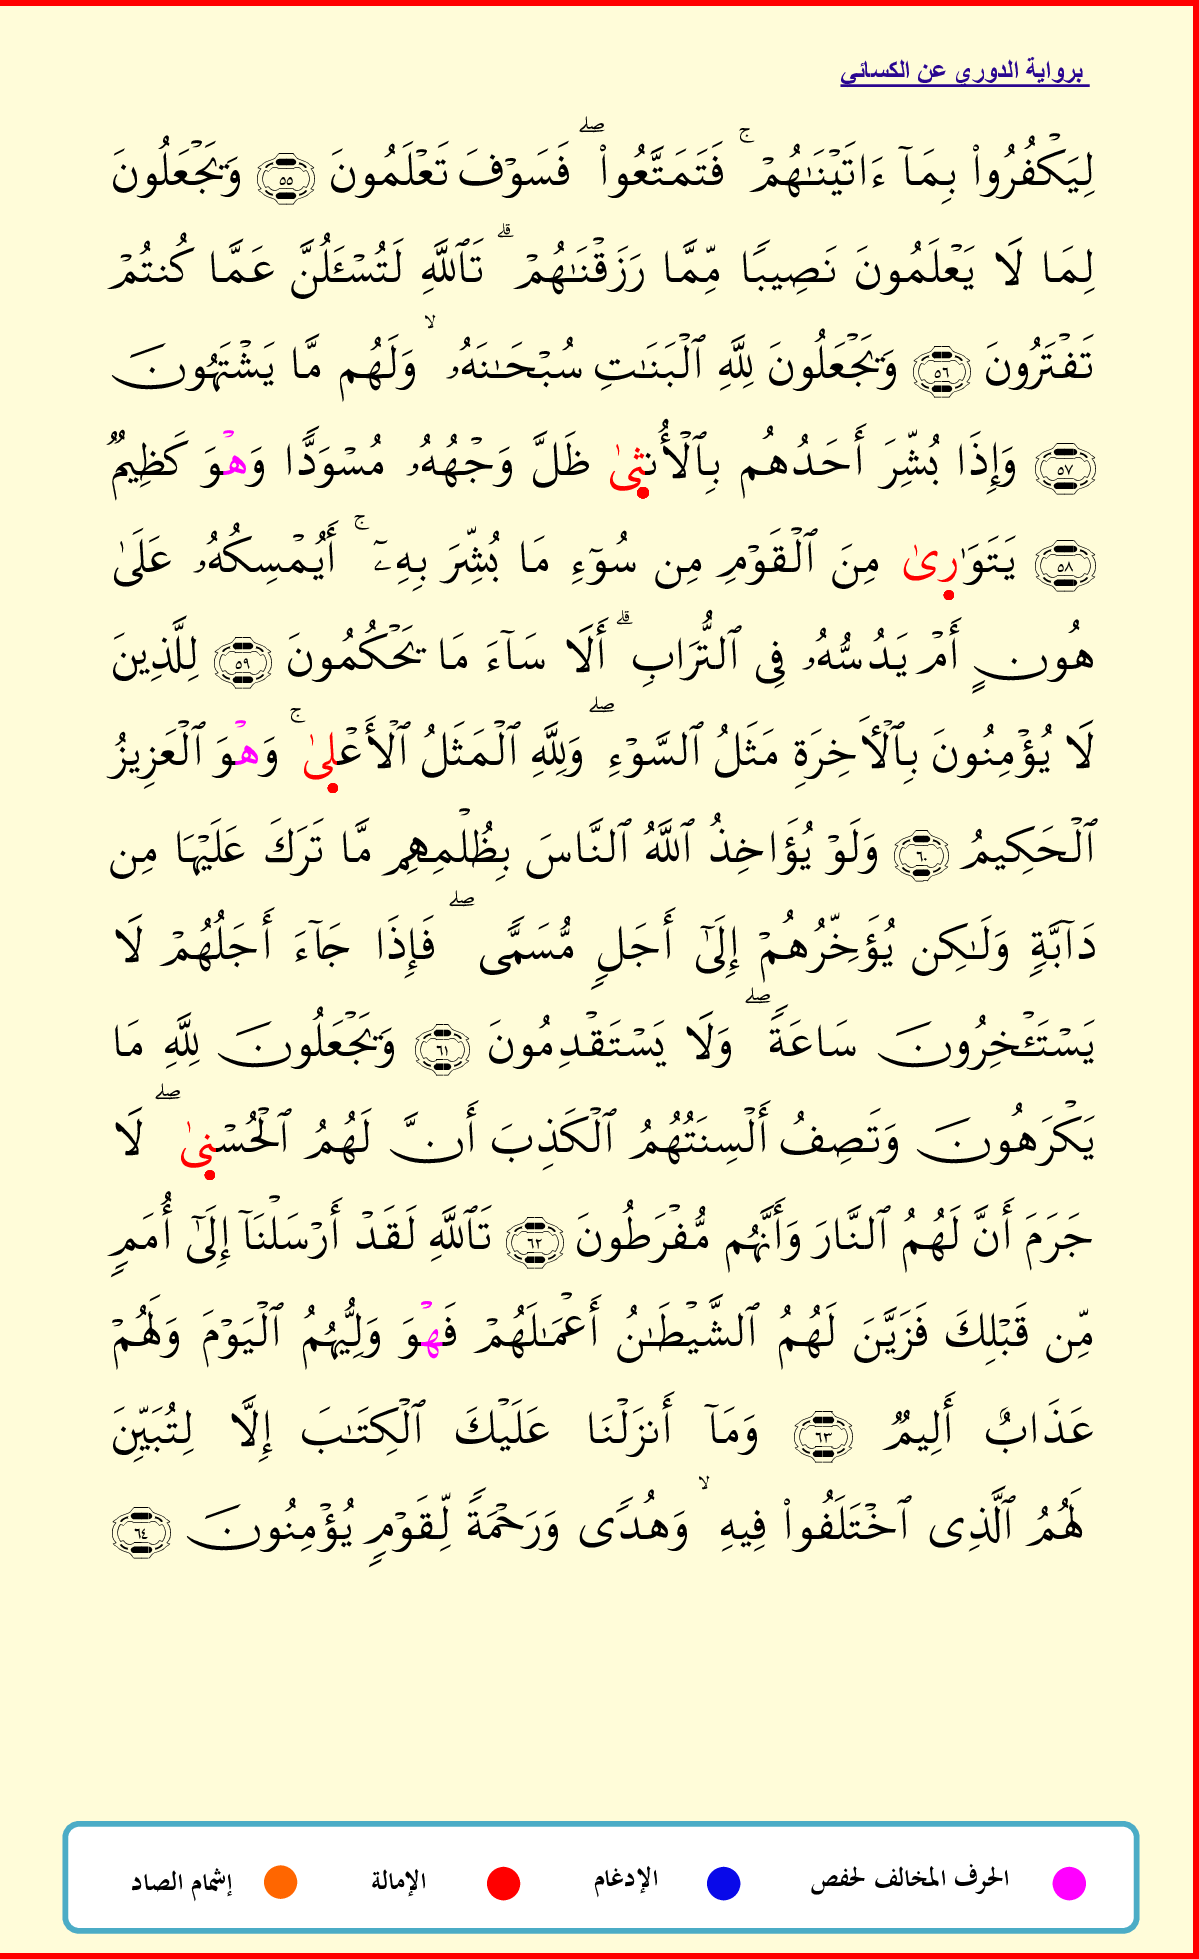 برواية الدوري عن الكسائي
لِيَكْفُرُوا۟ بِمَآ ءَاتَيْنَـٰهُمْ ۚ فَتَمَتَّعُوا۟ ۖ فَسَوْفَ تَعْلَمُونَ ٥٥ وَيَجْعَلُونَ
لِمَا لَا يَعْلَمُونَ نَصِيبًا مِّمَّا رَزَقْنَـٰهُمْ ۗ تَٱللَّهِ لَتُسْـَٔلُنَّ عَمَّا كُنتُمْ
تَفْتَرُونَ ٥٦ وَيَجْعَلُونَ لِلَّهِ ٱلْبَنَـٰتِ سُبْحَـٰنَهُۥ ۙ وَلَهُم مَّا يَشْتَهُونَ
٥٧ وَإِذَا بُشِّرَ أَحَدُهُم بِٱلْأُنثِىٰ ظَلَّ وَجْهُهُۥ مُسْوَدًّا وَهْوَ كَظِيمٌ
٥٨ يَتَوَٰرِىٰ مِنَ ٱلْقَوْمِ مِن سُوٓءِ مَا بُشِّرَ بِهِۦٓ ۚ أَيُمْسِكُهُۥ عَلَىٰ
هُونٍ أَمْ يَدُسُّهُۥ فِى ٱلتُّرَابِ ۗ أَلَا سَآءَ مَا يَحْكُمُونَ ٥٩ لِلَّذِينَ
لَا يُؤْمِنُونَ بِٱلْأَخِرَةِ مَثَلُ ٱلسَّوْءِ ۖ وَلِلَّهِ ٱلْمَثَلُ ٱلْأَعْلِىٰ ۚ وَهْوَ ٱلْعَزِيزُ
ٱلْحَكِيمُ ٦٠ وَلَوْ يُؤَاخِذُ ٱللَّهُ ٱلنَّاسَ بِظُلْمِهِم مَّا تَرَكَ عَلَيْهَا مِن
دَآبَّةٍ وَلَـٰكِن يُؤَخِّرُهُمْ إِلَىٰٓ أَجَلٍ مُّسَمًّى ۖ فَإِذَا جَآءَ أَجَلُهُمْ لَا
يَسْتَـْٔخِرُونَ سَاعَةً ۖ وَلَا يَسْتَقْدِمُونَ ٦١ وَيَجْعَلُونَ لِلَّهِ مَا
يَكْرَهُونَ وَتَصِفُ أَلْسِنَتُهُمُ ٱلْكَذِبَ أَنَّ لَهُمُ ٱلْحُسْنِىٰ ۖ لَا
جَرَمَ أَنَّ لَهُمُ ٱلنَّارَ وَأَنَّهُم مُّفْرَطُونَ ٦٢ تَٱللَّهِ لَقَدْ أَرْسَلْنَآ إِلَىٰٓ أُمَمٍ
مِّن قَبْلِكَ فَزَيَّنَ لَهُمُ ٱلشَّيْطَـٰنُ أَعْمَـٰلَهُمْ فَهْوَ وَلِيُّهُمُ ٱلْيَوْمَ وَلَهُمْ
عَذَابٌ أَلِيمٌ ٦٣ وَمَآ أَنزَلْنَا عَلَيْكَ ٱلْكِتَـٰبَ إِلَّا لِتُبَيِّنَ
لَهُمُ ٱلَّذِى ٱخْتَلَفُوا۟ فِيهِ ۙ وَهُدًى وَرَحْمَةً لِّقَوْمٍ يُؤْمِنُونَ ٦٤
الحرف المخالف لحفص الإدغام الإمالة إشمام الصاد